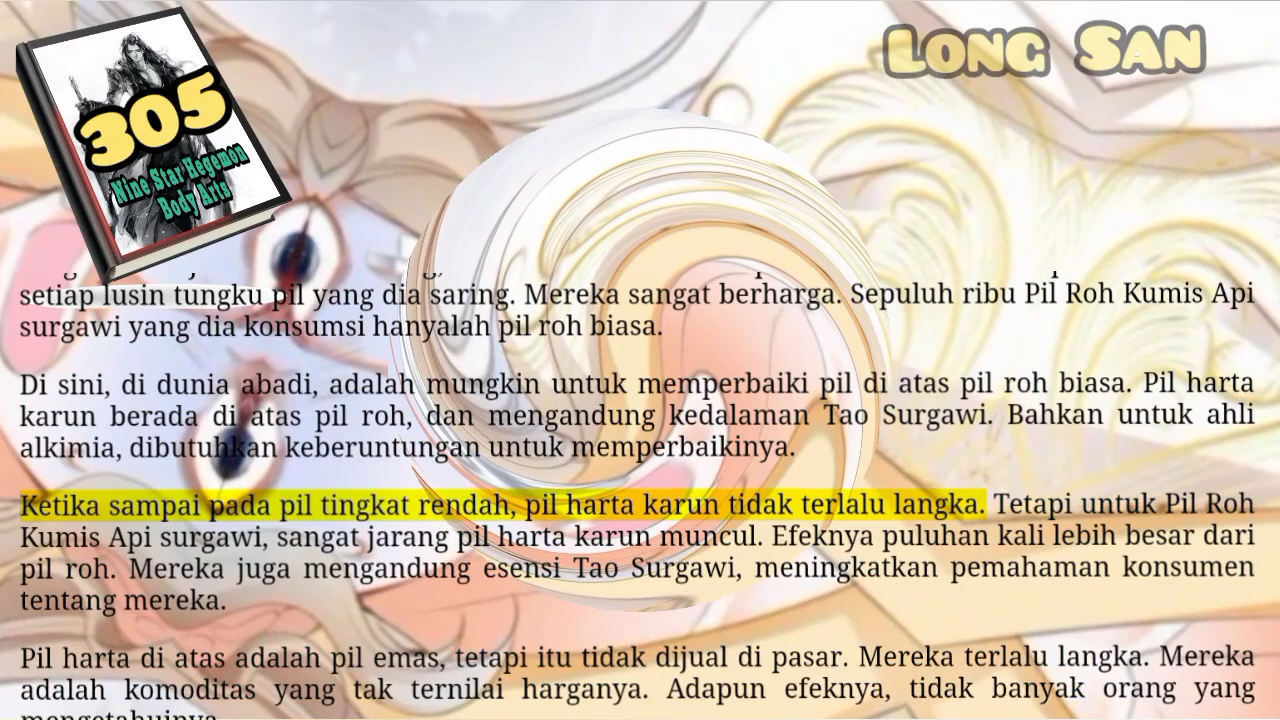 LONG SAN
305
Nine Star Hegemon
Body Arts
setiap lusin tungku pil yang dia saring. Mereka sangat berharga. Sepuluh ribu Pil Roh Kumis Api
surgawi yang dia konsumsi hanyalah pil roh biasa.
Di sini, di dunia abadi, adalah mungkin untuk memperbaiki pil di atas pil roh biasa. Pil harta
karun berada di atas pil roh, dan mengandung kedalaman Tao Surgawi. Bahkan untuk ahli
alkimia, dibutuhkan keberuntungan untuk memperbaikinya.
Ketika sampai pada pil tingkat rendah, pil harta karun tidak terlalu langka. Tetapi untuk Pil Roh
Kumis Api surgawi, sangat jarang pil harta karun muncul. Efeknya puluhan kali lebih besar dari
pil roh. Mereka juga mengandung esensi Tao Surgawi, meningkatkan pemahaman konsumen
tentang mereka.
Pil harta di atas adalah pil emas, tetapi itu tidak dijual di pasar. Mereka terlalu langka. Mereka
adalah komoditas yang tak ternilai harganya. Adapun efeknya, tidak banyak orang yang
mengetahuinya.